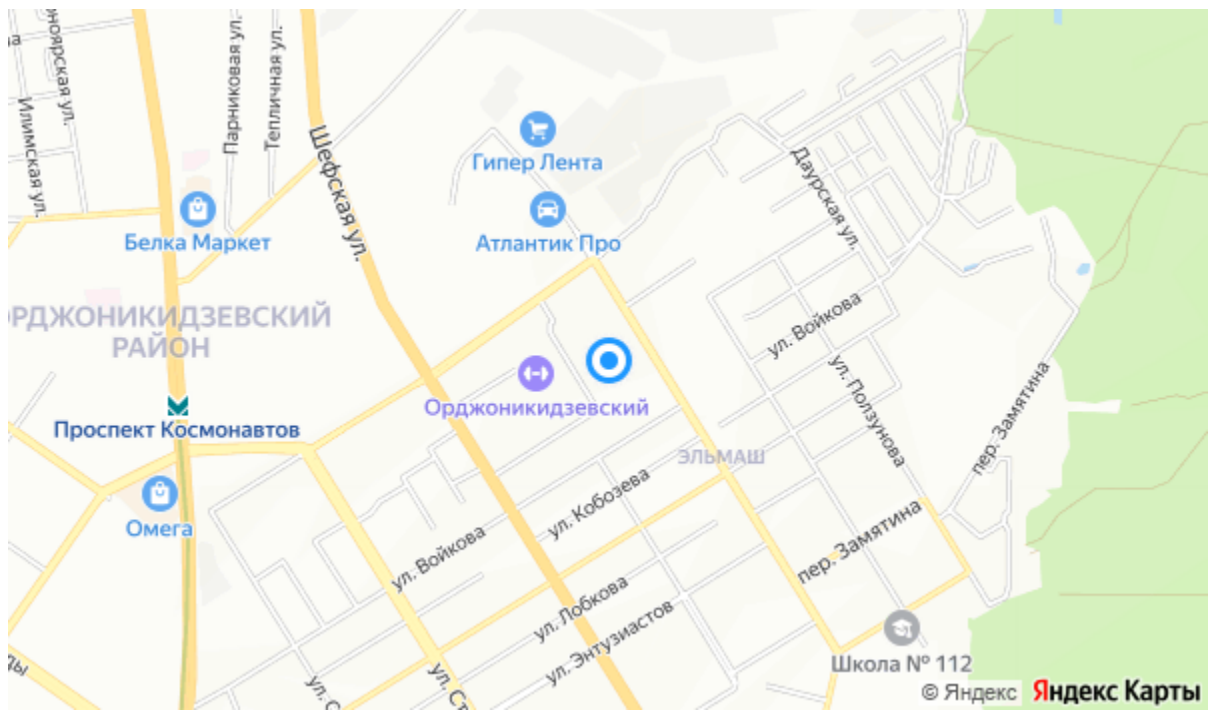 Парниковая ул.
Тепличная ул.
Илимская ул.
Шефская ул.
Гипер Лента
Даурская ул.
Белка Маркет
Атлантик Про
ОРДЖОНИКИДЗЕВСКИЙ
РАЙОН
ул. Войкова
ул. Ползунова
пер. Замятина
Орджоникидзевский
Проспект Космонавтов
ЭЛЬМАШ
Омега
ул. Кобозева
ул. Войкова
пер. Замятина
ул. Лобкова
ул. Энтузиастов
Школа № 112
© Яндекс Яндекс Карты